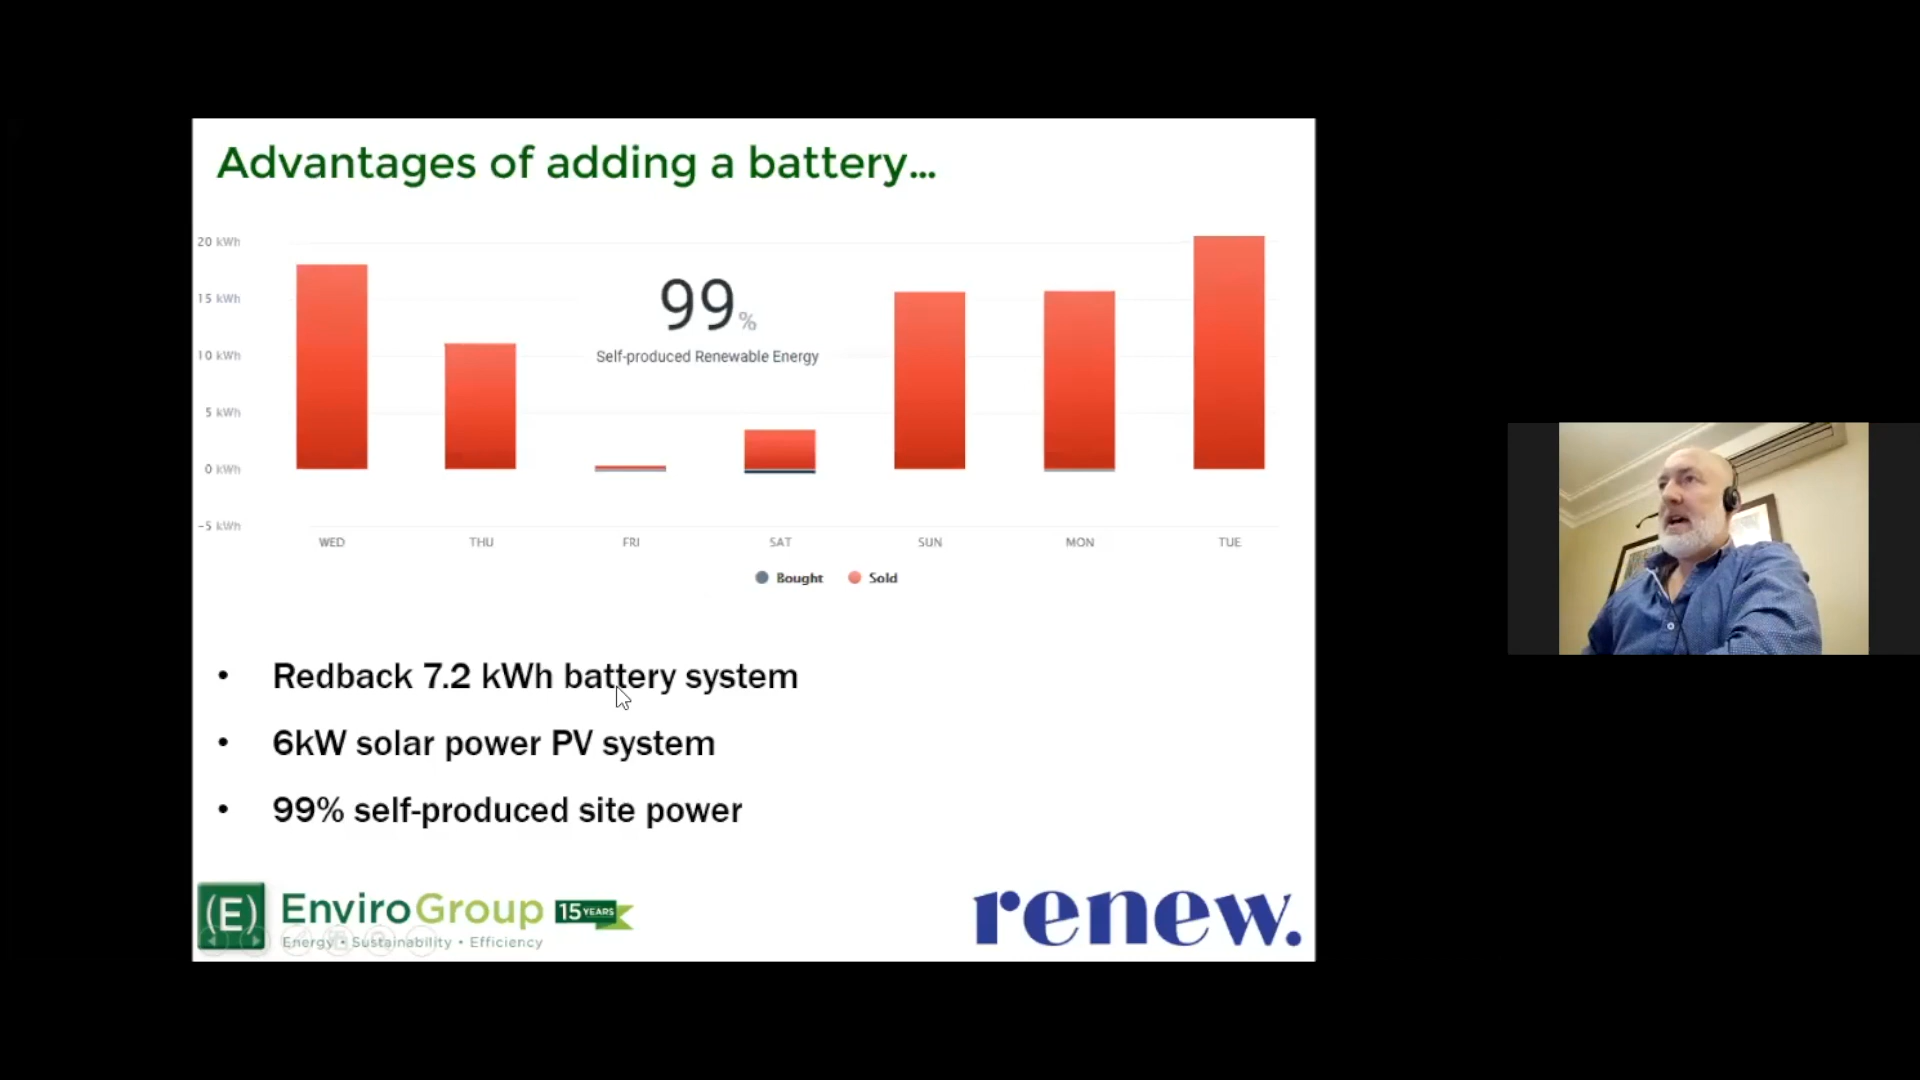 Advantages of adding a battery...
20 kWh
15 kWh
10 kWh
5 kWh
0 kWh
-5 kWh
99%
Self-produced Renewable Energy
WED THU FRI SAT SUN MON TUE
Bought Sold
• Redback 7.2 kWh battery system
• 6kW solar power PV system
• 99% self-produced site power
(E) EnviroGroup 15 YEARS
Energy • Sustainability • Efficiency
renew.